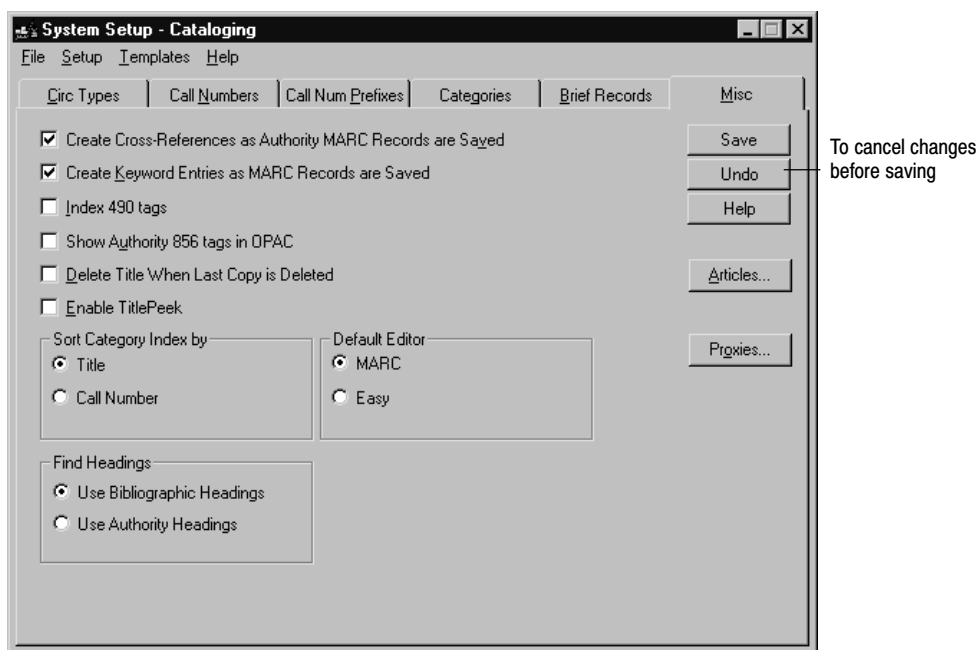 System Setup - Cataloging
File Setup Templates Help
Circ Types Call Numbers Call Num Prefixes Categories Brief Records Misc
Create Cross-References as Authority MARC Records are Saved
Save
To cancel changes
before saving
Create Keyword Entries as MARC Records are Saved
Undo
Index 490 tags
Help
Show Authority 856 tags in OPAC
Delete Title When Last Copy is Deleted
Articles...
Enable TitlePeek
Sort Category Index by
Title
Call Number
Default Editor
MARC
Easy
Proxies...
Find Headings
Use Bibliographic Headings
Use Authority Headings